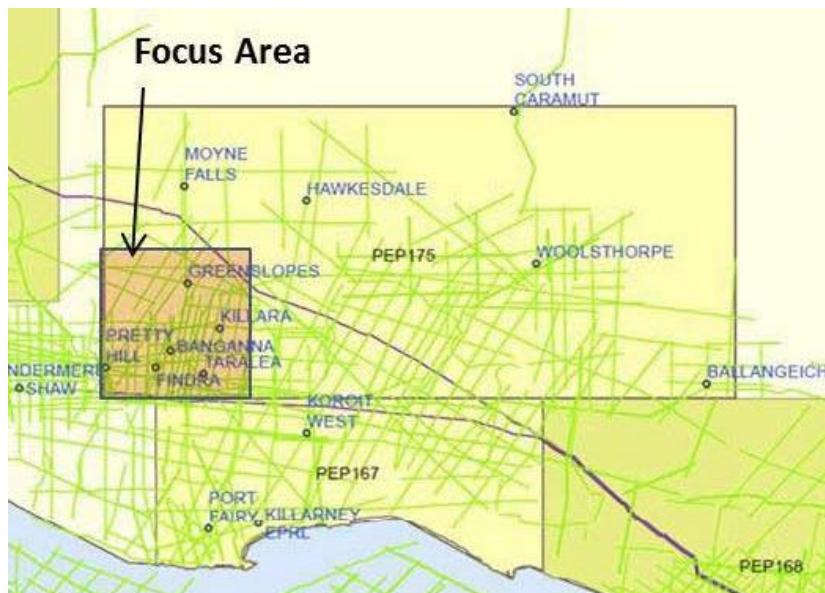 Focus Area
SOUTH
CARAMUT
MOYNE
FALLS
HAWKESDALE
PEP175
WOOLSTHORPE
GREENSLOPES
KILLARA
PRETTY
HILL
BANGANNA
TARALEA
FINDRA
NDERMERE
SHAW
BALLANGEICH
KOROIT
WEST
PEP167
PORT
FAIRY
KILLARNEY
EPRL
PEP168